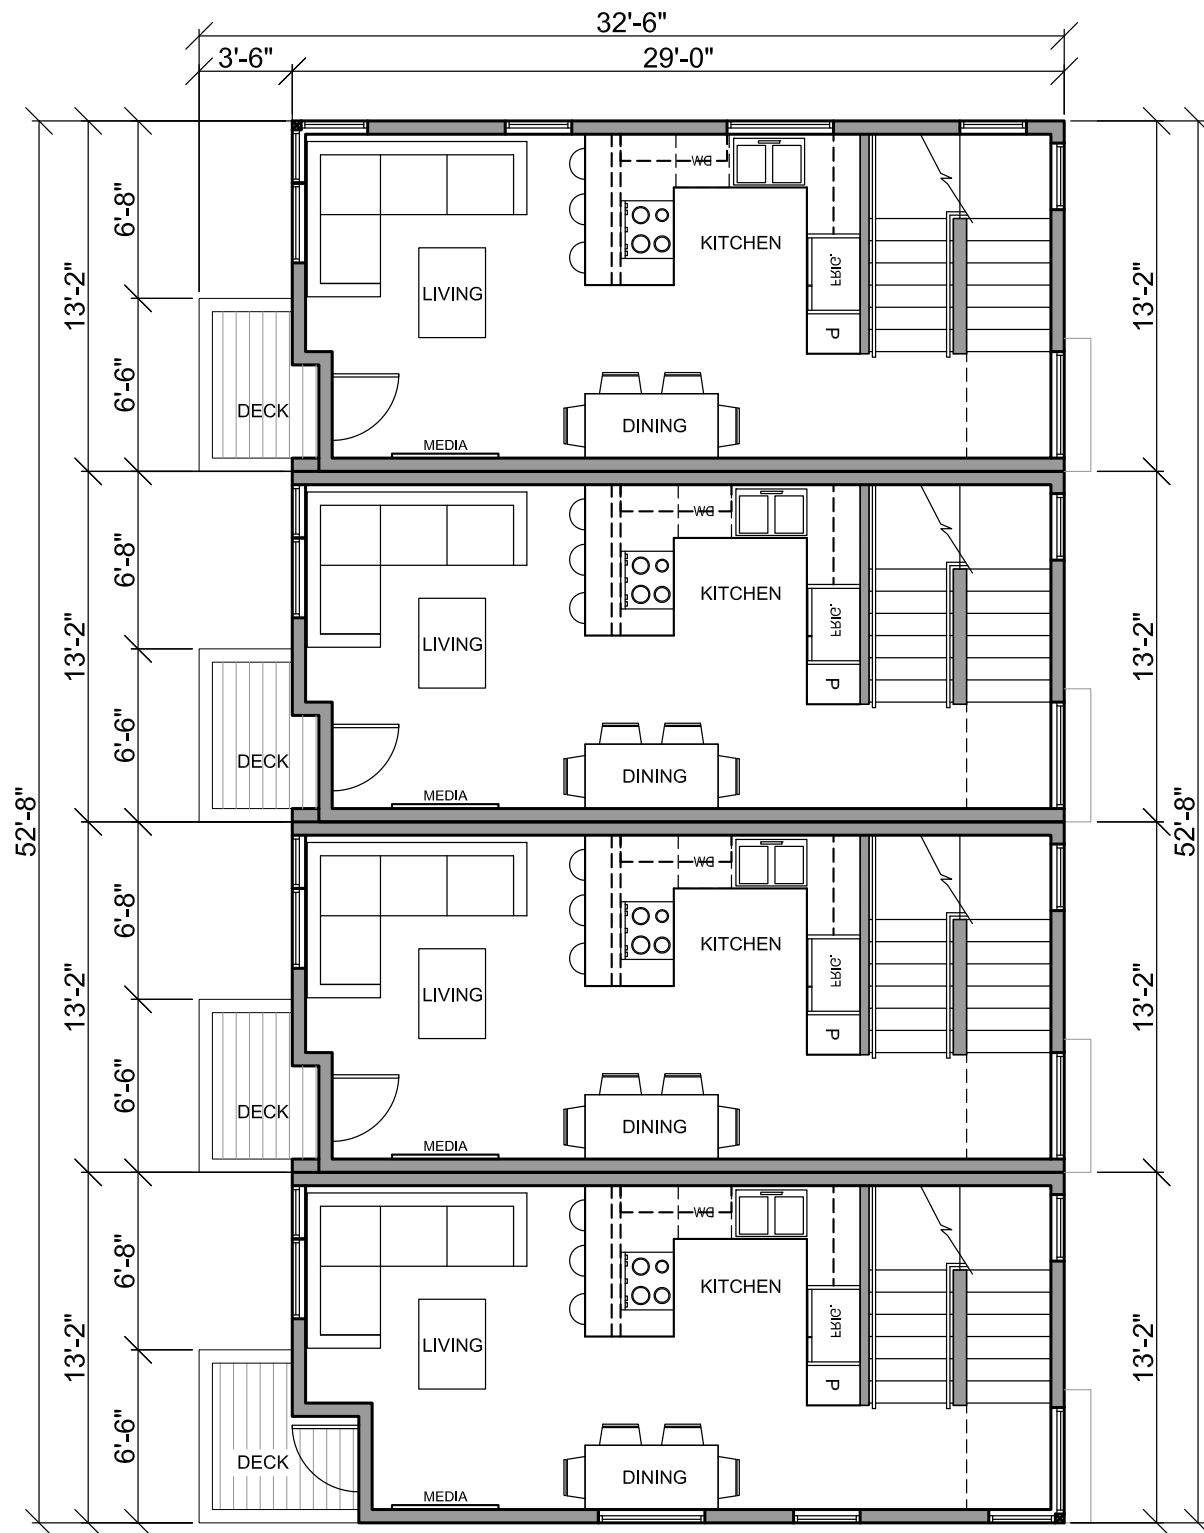 32'-6"
3'-6" 29'-0"
52'-8"
52'-8"
13'-2"
6'-8"
6'-6"
13'-2"
DW
KITCHEN
FRIG.
LIVING
P
DECK
DINING
MEDIA
13'-2"
6'-8"
6'-6"
13'-2"
DW
KITCHEN
FRIG.
LIVING
P
DECK
DINING
MEDIA
13'-2"
6'-8"
6'-6"
13'-2"
DW
KITCHEN
FRIG.
LIVING
P
DECK
DINING
MEDIA
13'-2"
6'-8"
6'-6"
13'-2"
DW
KITCHEN
FRIG.
LIVING
P
DECK
DINING
MEDIA